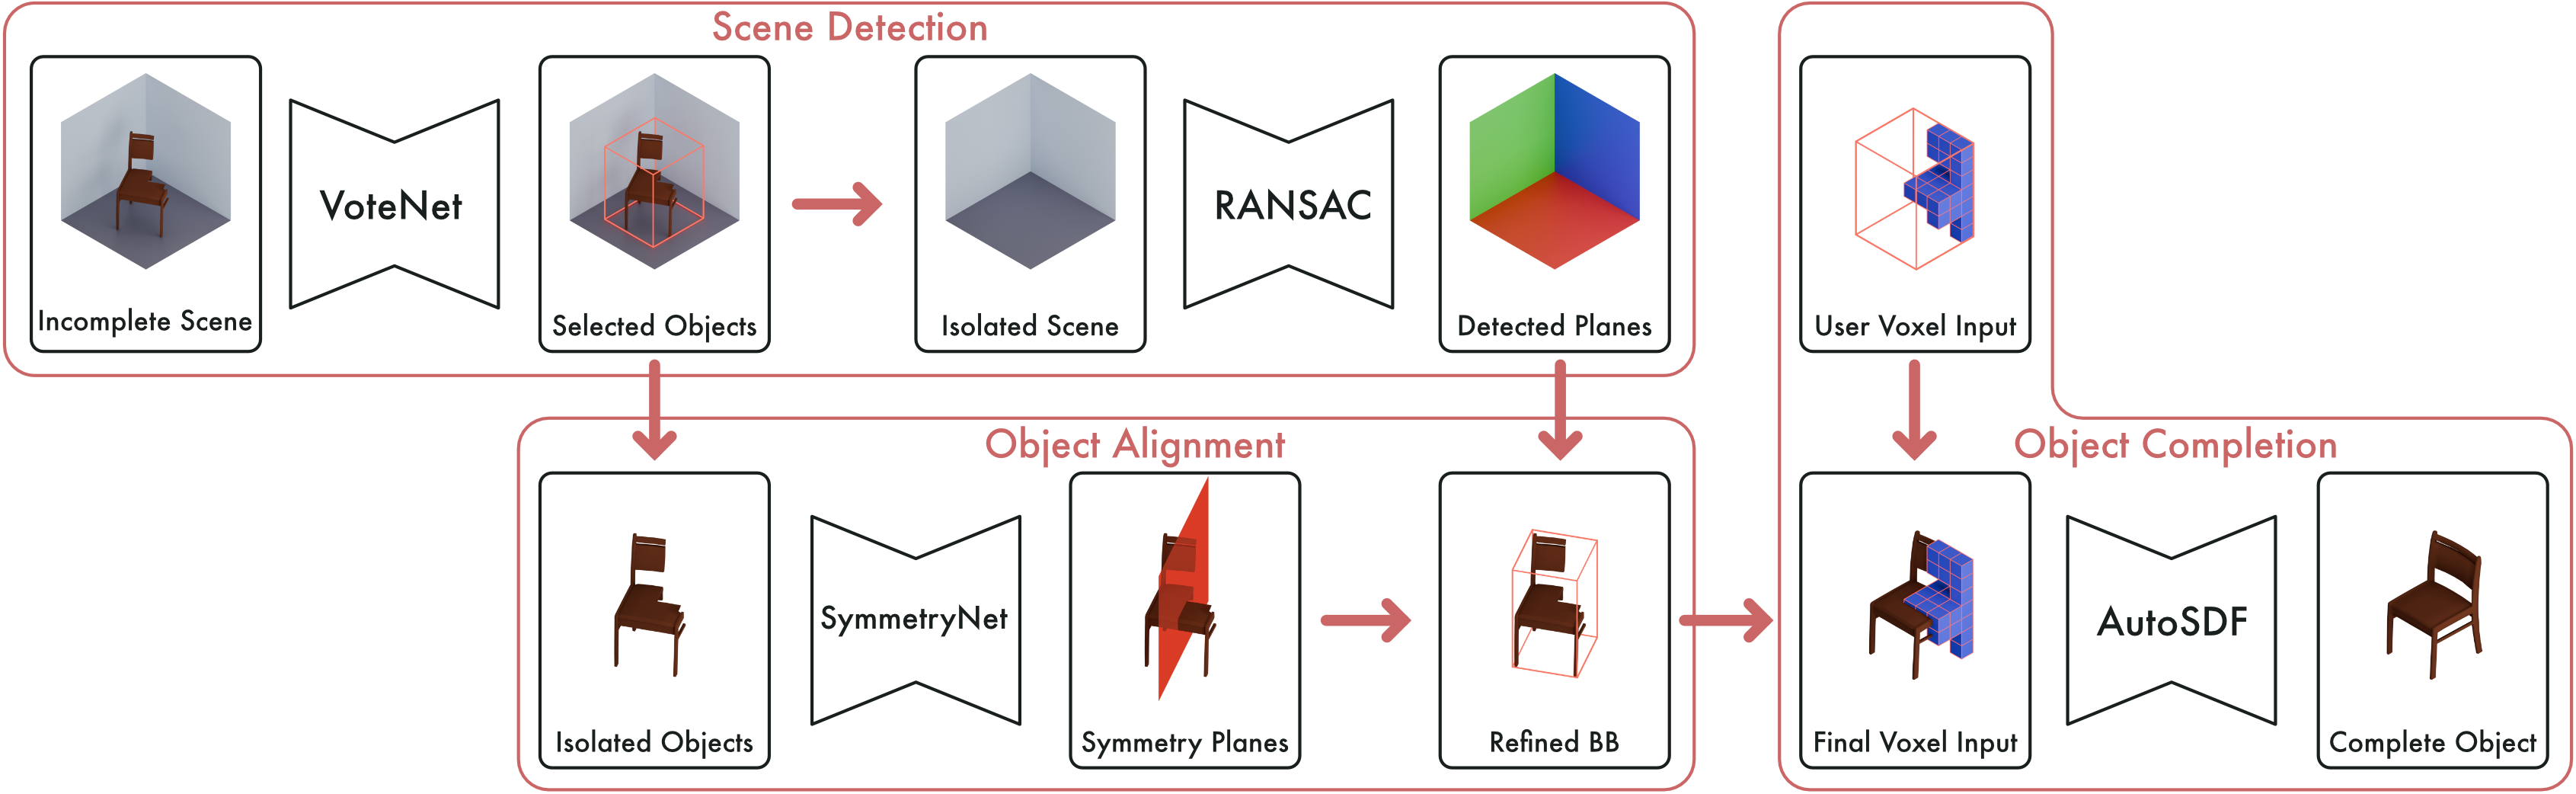 Scene Detection
Incomplete Scene
VoteNet
Selected Objects
Isolated Scene
RANSAC
Detected Planes
User Voxel Input
Object Alignment
Isolated Objects
SymmetryNet
Symmetry Planes
Refined BB
Object Completion
Final Voxel Input
AutoSDF
Complete Object